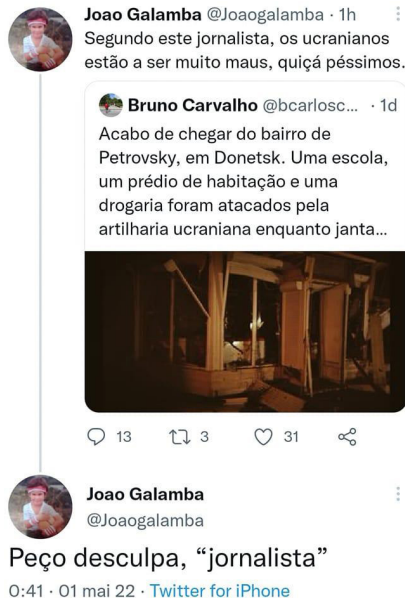 Joao Galamba @Joaogalamba · 1h
Segundo este jornalista, os ucranianos
estão a ser muito maus, quiçá péssimos.
Bruno Carvalho @bcarlosc... · 1d
Acabo de chegar do bairro de
Petrovsky, em Donetsk. Uma escola,
um prédio de habitação e uma
drogaria foram atacados pela
artilharia ucraniana enquanto janta...
13 3 31
Joao Galamba
@Joaogalamba
Peço desculpa, “jornalista”
0:41 · 01 mai 22 · Twitter for iPhone